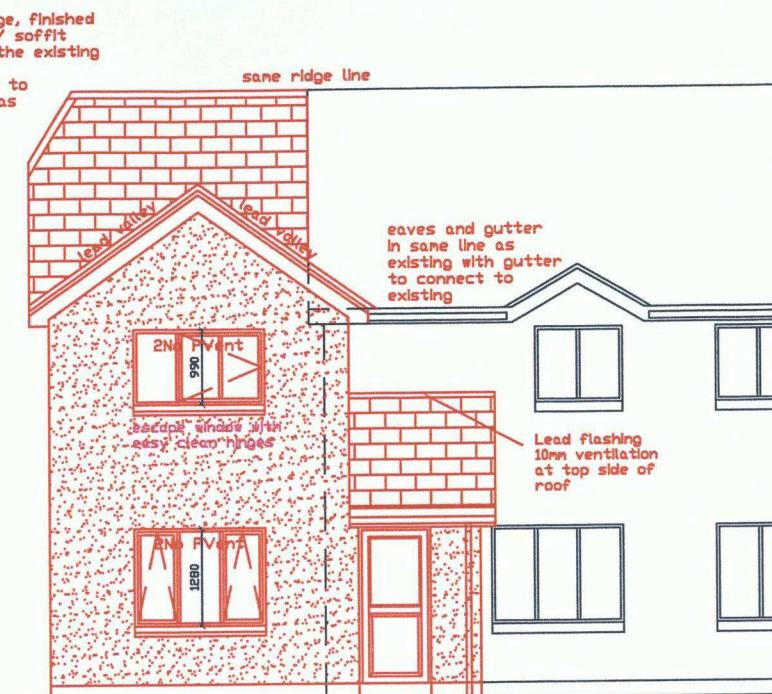 ge, finished
/ soffit
the existing
to
as
same ridge line
lead valley
lead valley
eaves and gutter
in same line as
existing with gutter
to connect to
existing
2No PVent
990
escape window with
easy clean hinges
Lead flashing
10mm ventilation
at top side of
roof
2No PVent
1280